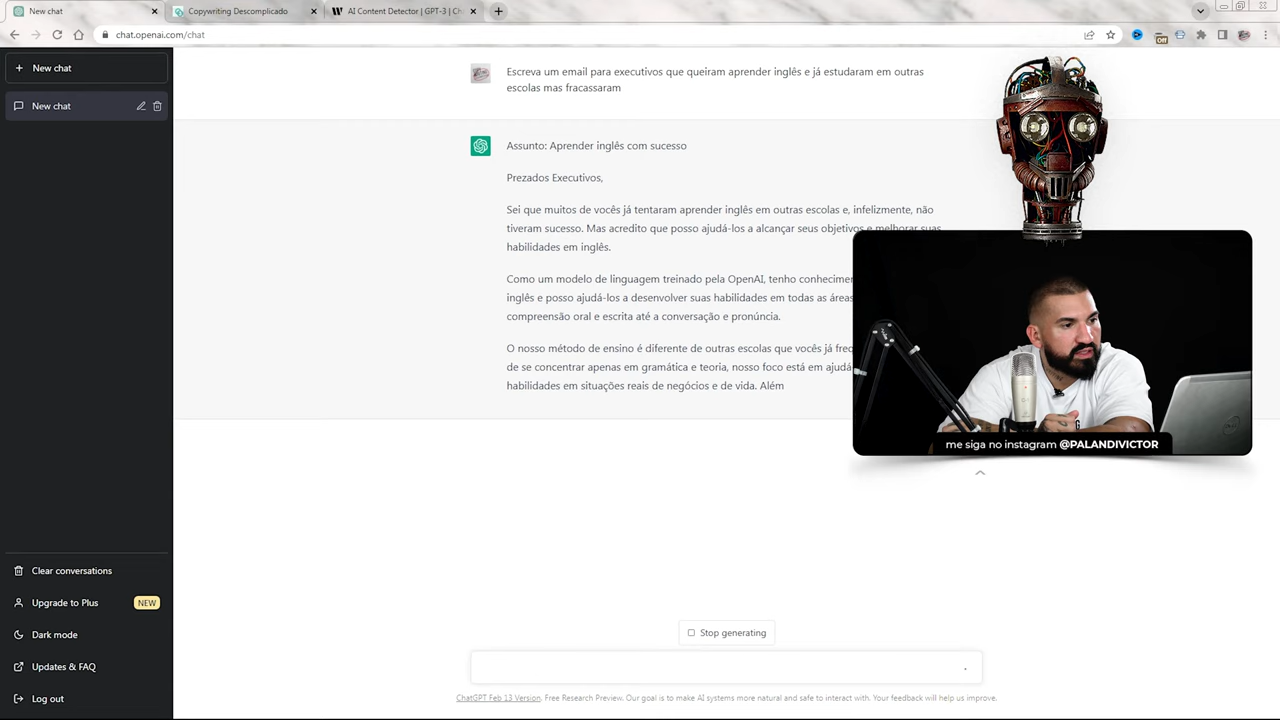 New chat
Copywriting Descomplicado
AI Content Detector | GPT-3 | Ch
chat.openai.com/chat
Off
New chat
New chat
Escreva um email para executivos que queiram aprender inglês e já estudaram em outras
escolas mas fracassaram
Assunto: Aprender inglês com sucesso
Prezados Executivos,
Sei que muitos de vocês já tentaram aprender inglês em outras escolas e, infelizmente, não
tiveram sucesso. Mas acredito que posso ajudá-los a alcançar seus objetivos e melhorar suas
habilidades em inglês.
Como um modelo de linguagem treinado pela OpenAI, tenho conhecimen
inglês e posso ajudá-los a desenvolver suas habilidades em todas as áreas
compreensão oral e escrita até a conversação e pronúncia.
O nosso método de ensino é diferente de outras escolas que vocês já freq
de se concentrar apenas em gramática e teoria, nosso foco está em ajudá
habilidades em situações reais de negócios e de vida. Além
me siga no instagram @PALANDIVICTOR
Clear conversations
Upgrade to Plus
NEW
Dark mode
Updates & FAQ
Log out
Stop generating
ChatGPT Feb 13 Version. Free Research Preview. Our goal is to make AI systems more natural and safe to interact with. Your feedback will help us improve.